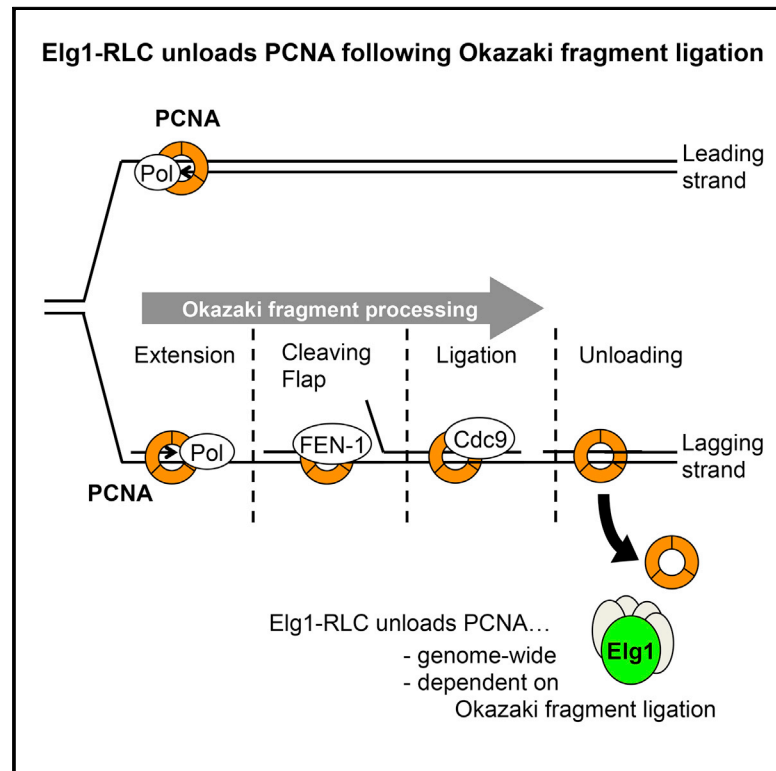 Elg1-RLC unloads PCNA following Okazaki fragment ligation
PCNA
Pol
Leading
strand
Okazaki fragment processing
Extension
Cleaving
Flap
Ligation
Unloading
Pol
FEN-1
Cdc9
Lagging
strand
PCNA
Elg1-RLC unloads PCNA…
- genome-wide
- dependent on
Okazaki fragment ligation
Elg1